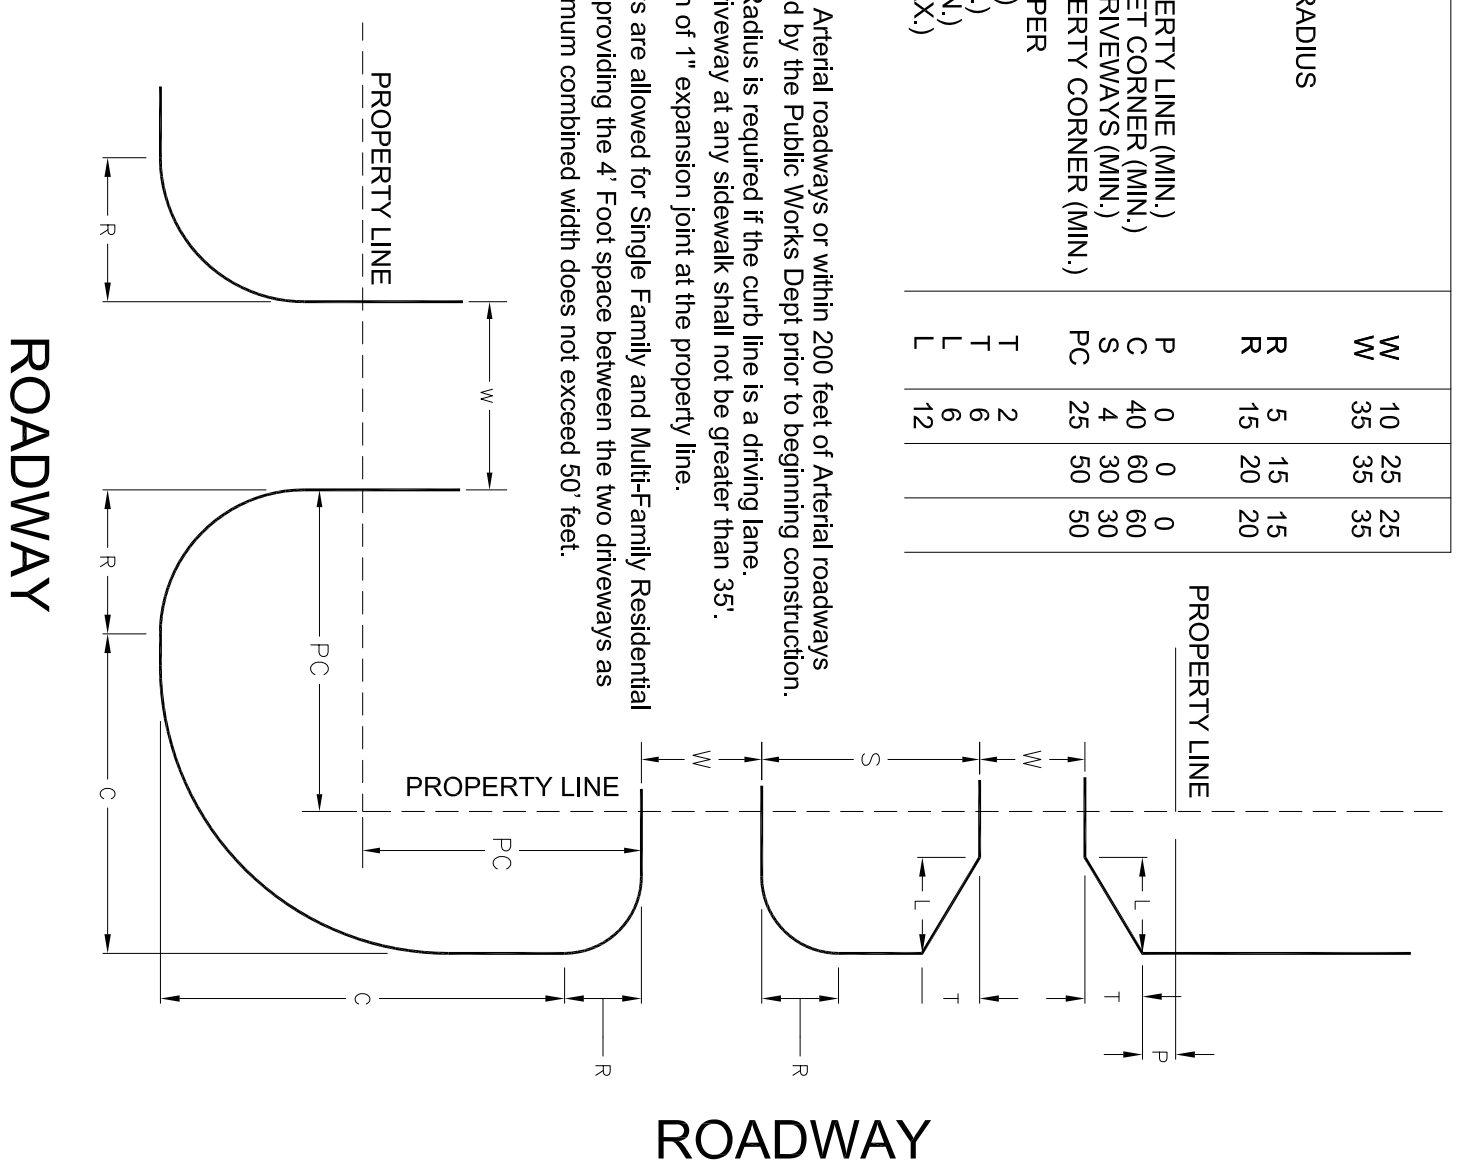 RADIUS
ERTY LINE (MIN.)
ET CORNER (MIN.)
RIVEWAYS (MIN.)
ERTY CORNER (MIN.)
PER
)
.)
N.)
X.)
W 10 25 25
W 35 35 35
R 5 15 15
R 15 20 20
P 0 0 0
C 40 60 60
S 4 30 30
PC 25 50 50
T 2
T 6
L 6
L 12
Arterial roadways or within 200 feet of Arterial roadways
d by the Public Works Dept prior to beginning construction.
Radius is required if the curb line is a driving lane.
iveway at any sidewalk shall not be greater than 35'.
n of 1" expansion joint at the property line.
s are allowed for Single Family and Multi-Family Residential
providing the 4' Foot space between the two driveways as
mum combined width does not exceed 50' feet.
PROPERTY LINE
PROPERTY LINE
PROPERTY LINE
R
W
R
PC
C
PC
W
S
W
L
L
C
R
R
T
T
P
ROADWAY
ROADWAY